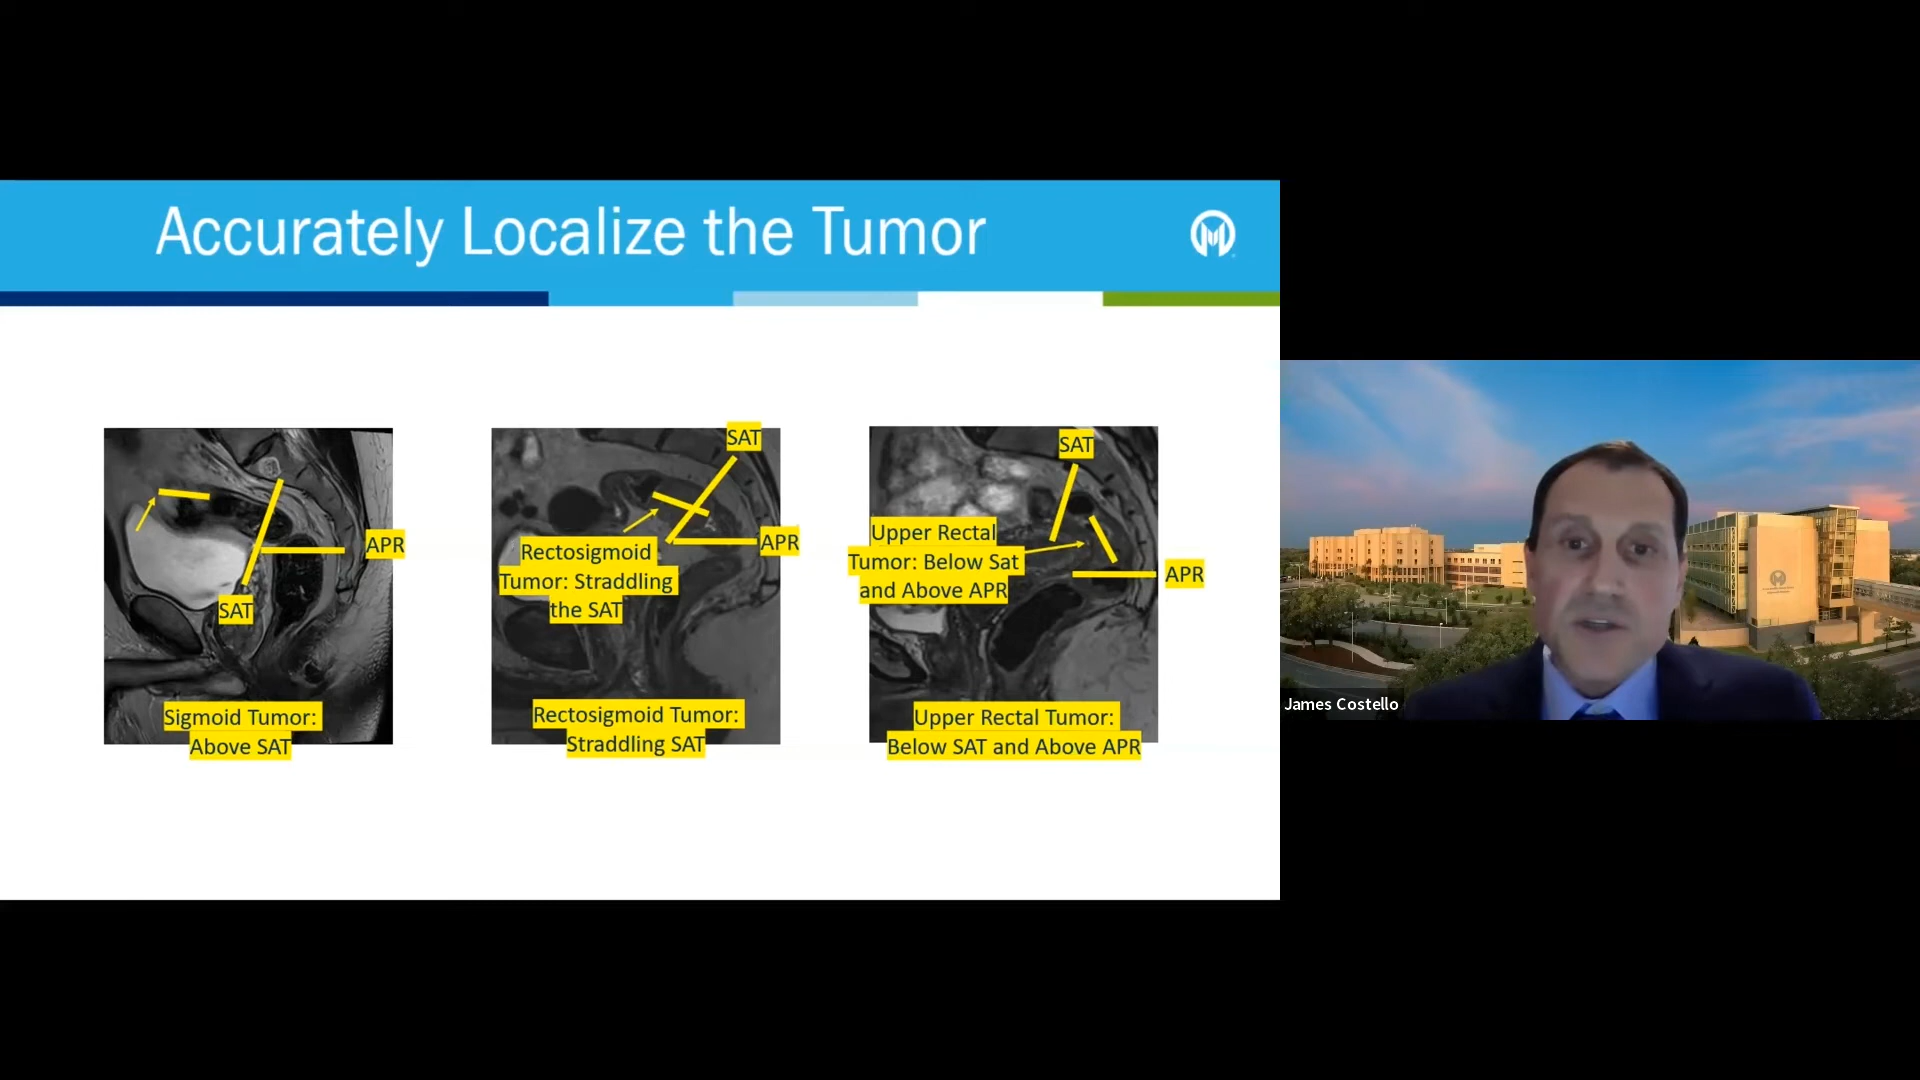 Accurately Localize the Tumor
SAT
APR
SAT
Sigmoid Tumor:
Above SAT
SAT
APR
Rectosigmoid
Tumor: Straddling
the SAT
Rectosigmoid Tumor:
Straddling SAT
SAT
Upper Rectal
Tumor: Below Sat
and Above APR
APR
Upper Rectal Tumor:
Below SAT and Above APR
James Costello